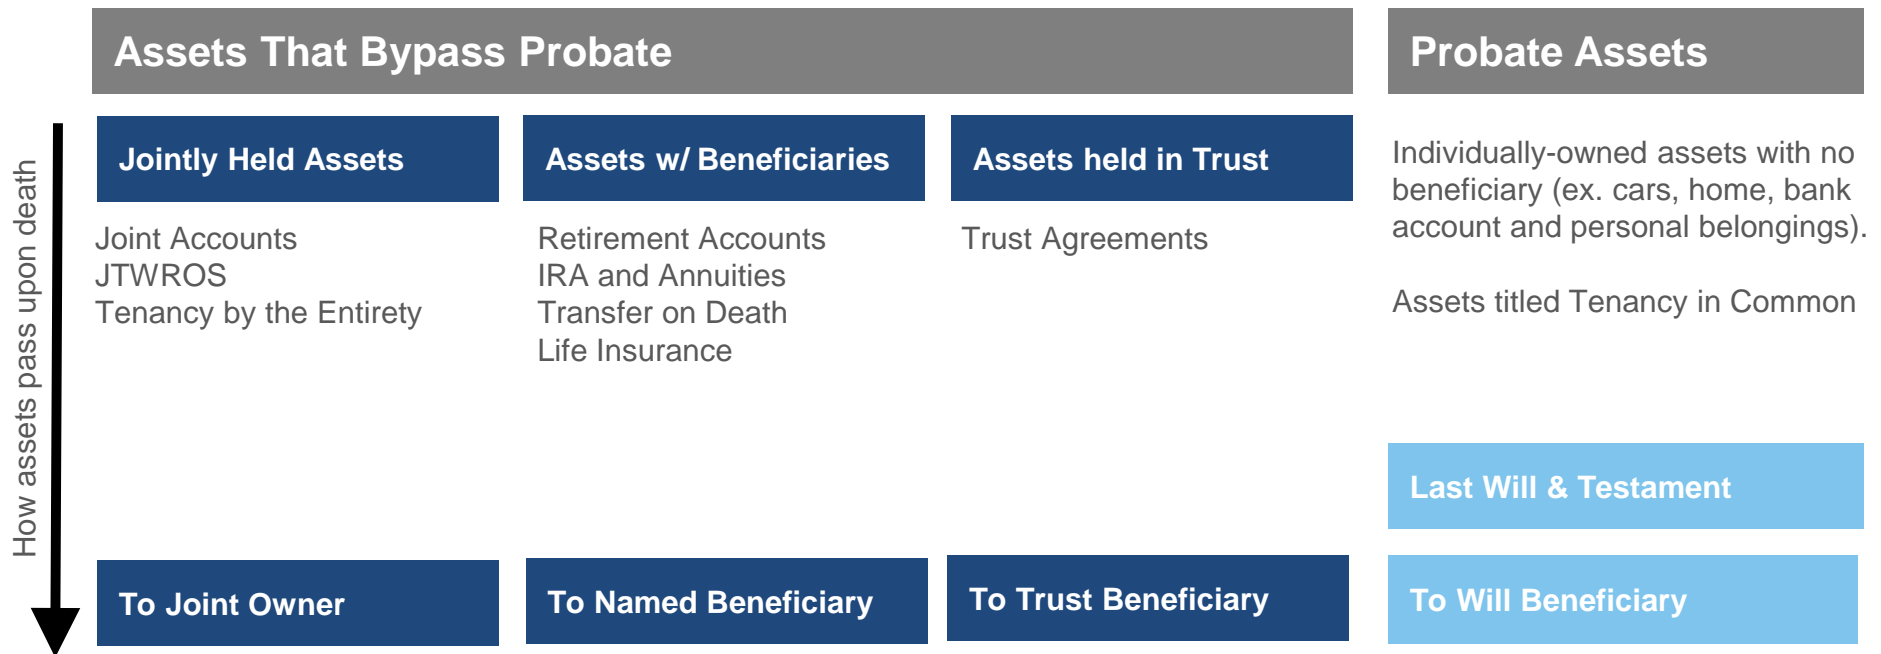 Assets That Bypass Probate
Probate Assets
How assets pass upon death
Jointly Held Assets
Joint Accounts
JTWROS
Tenancy by the Entirety
To Joint Owner
Assets w/ Beneficiaries
Retirement Accounts
IRA and Annuities
Transfer on Death
Life Insurance
To Named Beneficiary
Assets held in Trust
Trust Agreements
To Trust Beneficiary
Individually-owned assets with no
beneficiary (ex. cars, home, bank
account and personal belongings).
Assets titled Tenancy in Common
Last Will & Testament
To Will Beneficiary